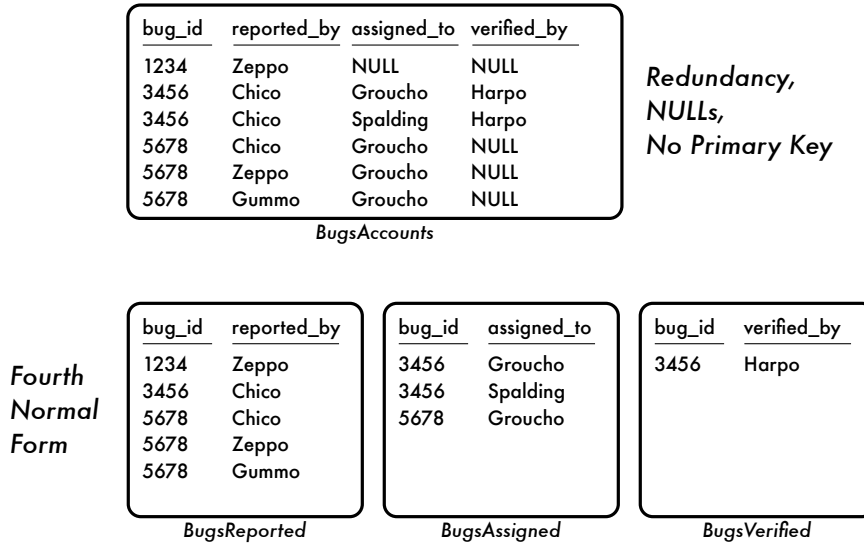 bug_id reported_by assigned_to verified_by
1234 Zeppo NULL NULL
3456 Chico Groucho Harpo
3456 Chico Spalding Harpo
5678 Chico Groucho NULL
5678 Zeppo Groucho NULL
5678 Gummo Groucho NULL
BugsAccounts
Redundancy,
NULLs,
No Primary Key
Fourth
Normal
Form
bug_id reported_by
1234 Zeppo
3456 Chico
5678 Chico
5678 Zeppo
5678 Gummo
BugsReported
bug_id assigned_to
3456 Groucho
3456 Spalding
5678 Groucho
BugsAssigned
bug_id verified_by
3456 Harpo
BugsVerified